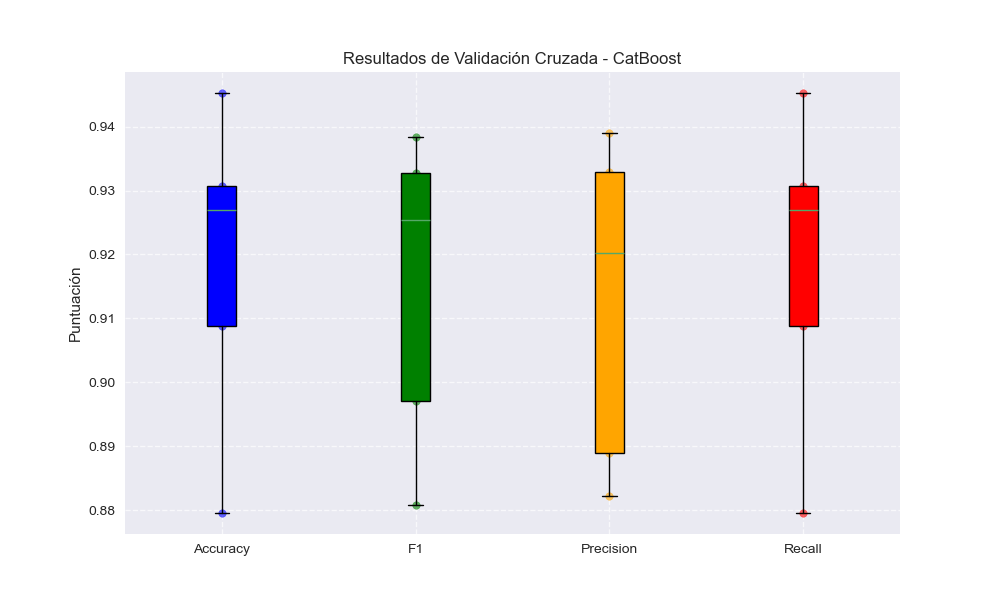 Resultados de Validación Cruzada - CatBoost
Puntuación
0.94
0.93
0.92
0.91
0.90
0.89
0.88
Accuracy
F1
Precision
Recall